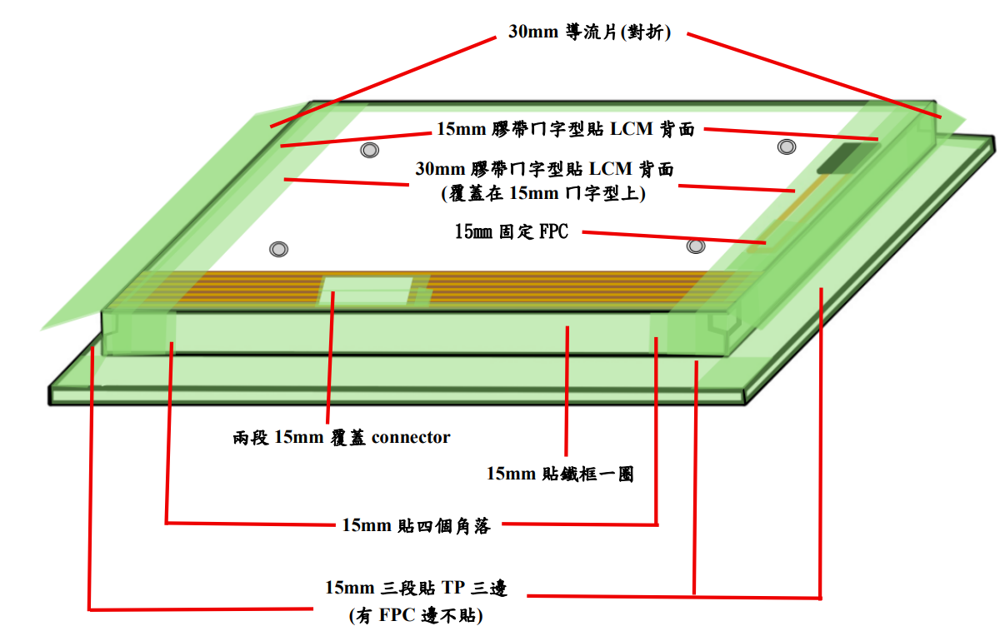 30mm 導流片(對折)
15mm 膠帶ㄇ字型貼 LCM 背面
30mm 膠帶ㄇ字型貼 LCM 背面
(覆蓋在 15mm ㄇ字型上)
15mm 固定 FPC
兩段 15mm 覆蓋 connector
15mm 貼鐵框一圈
15mm 貼四個角落
15mm 三段貼 TP 三邊
(有 FPC 邊不貼)